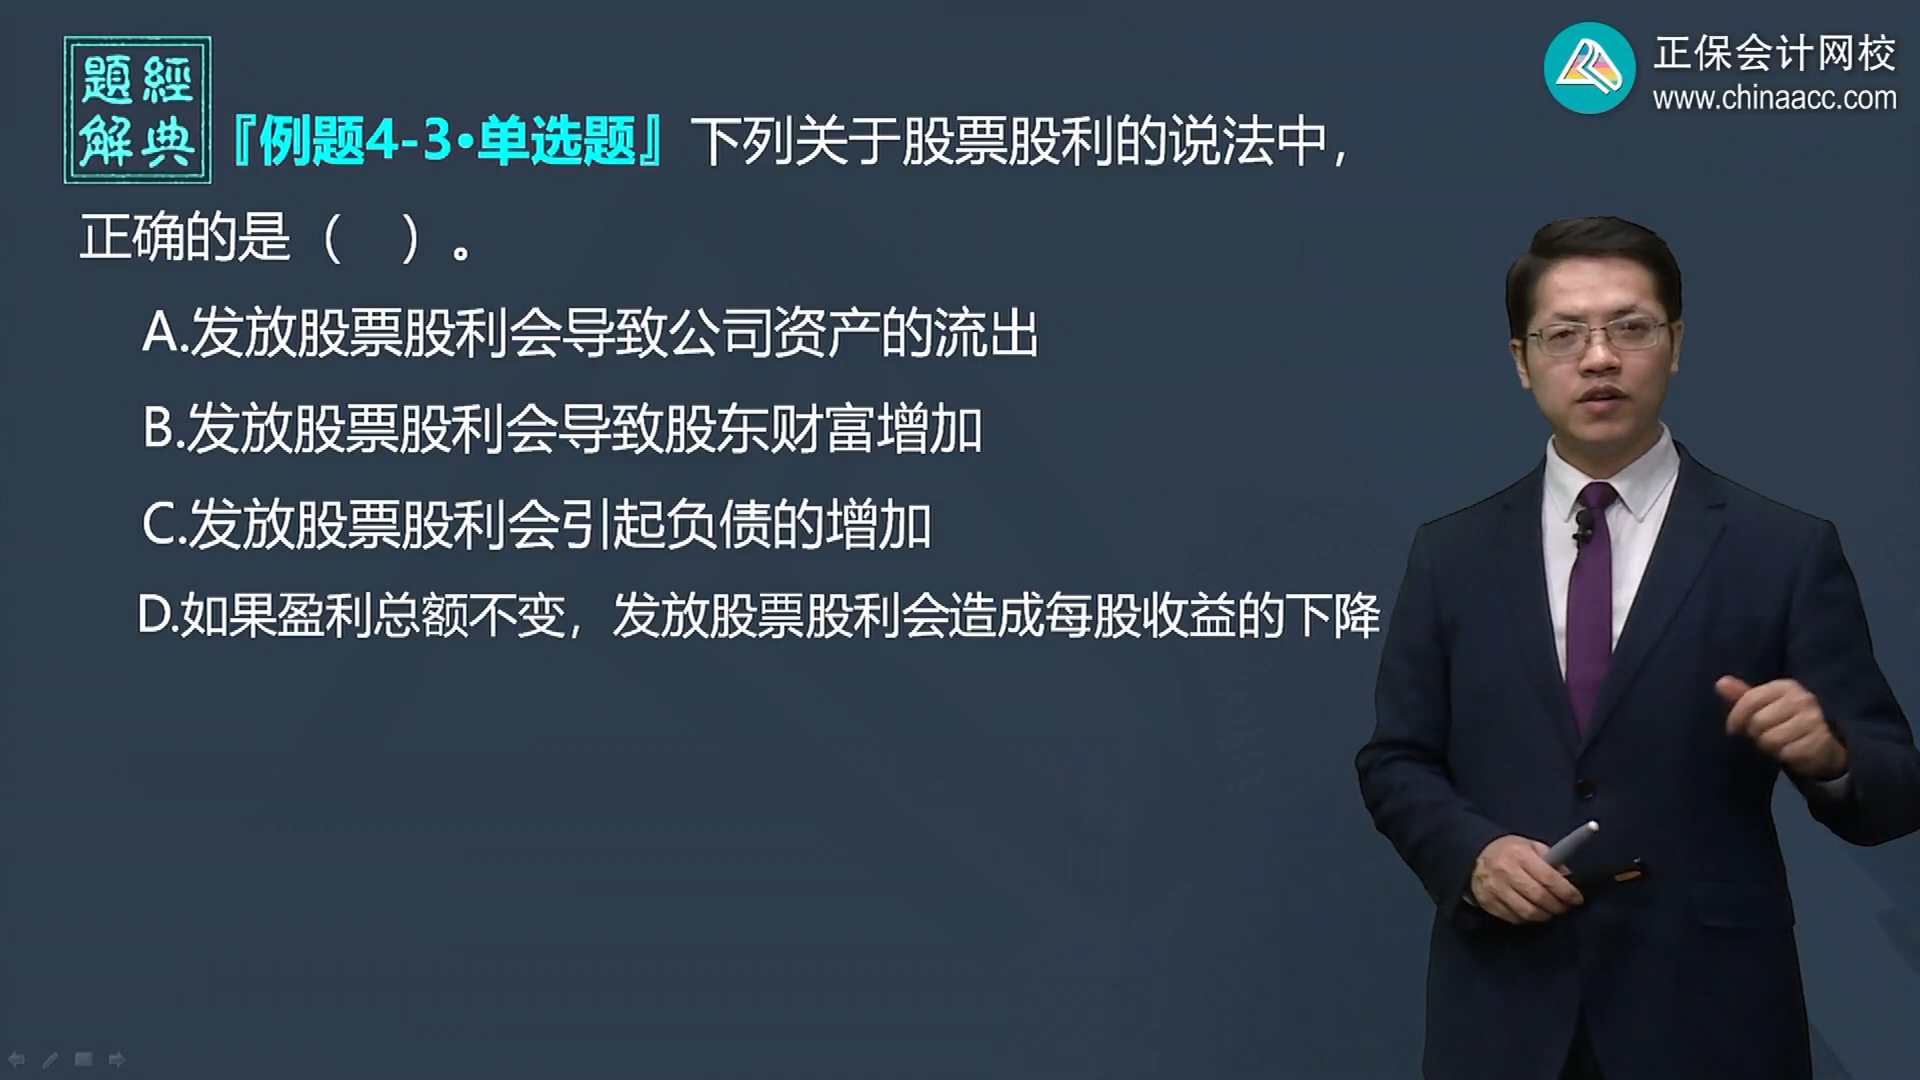 正保会计网校
www.chinaacc.com
經典題解
『例题4-3·单选题』下列关于股票股利的说法中，
正确的是（　）。
A.发放股票股利会导致公司资产的流出
B.发放股票股利会导致股东财富增加
C.发放股票股利会引起负债的增加
D.如果盈利总额不变，发放股票股利会造成每股收益的下降